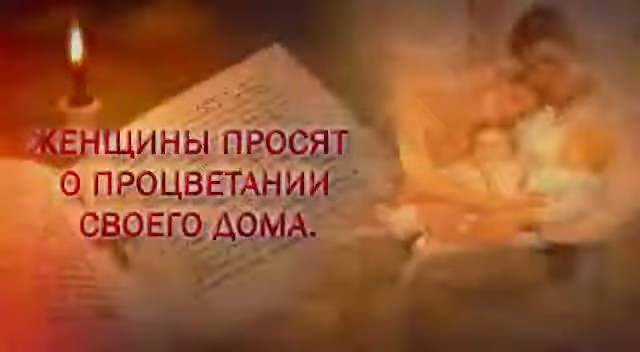 ЖЕНЩИНЫ ПРОСЯТ
О ПРОЦВЕТАНИИ
СВОЕГО ДОМА.